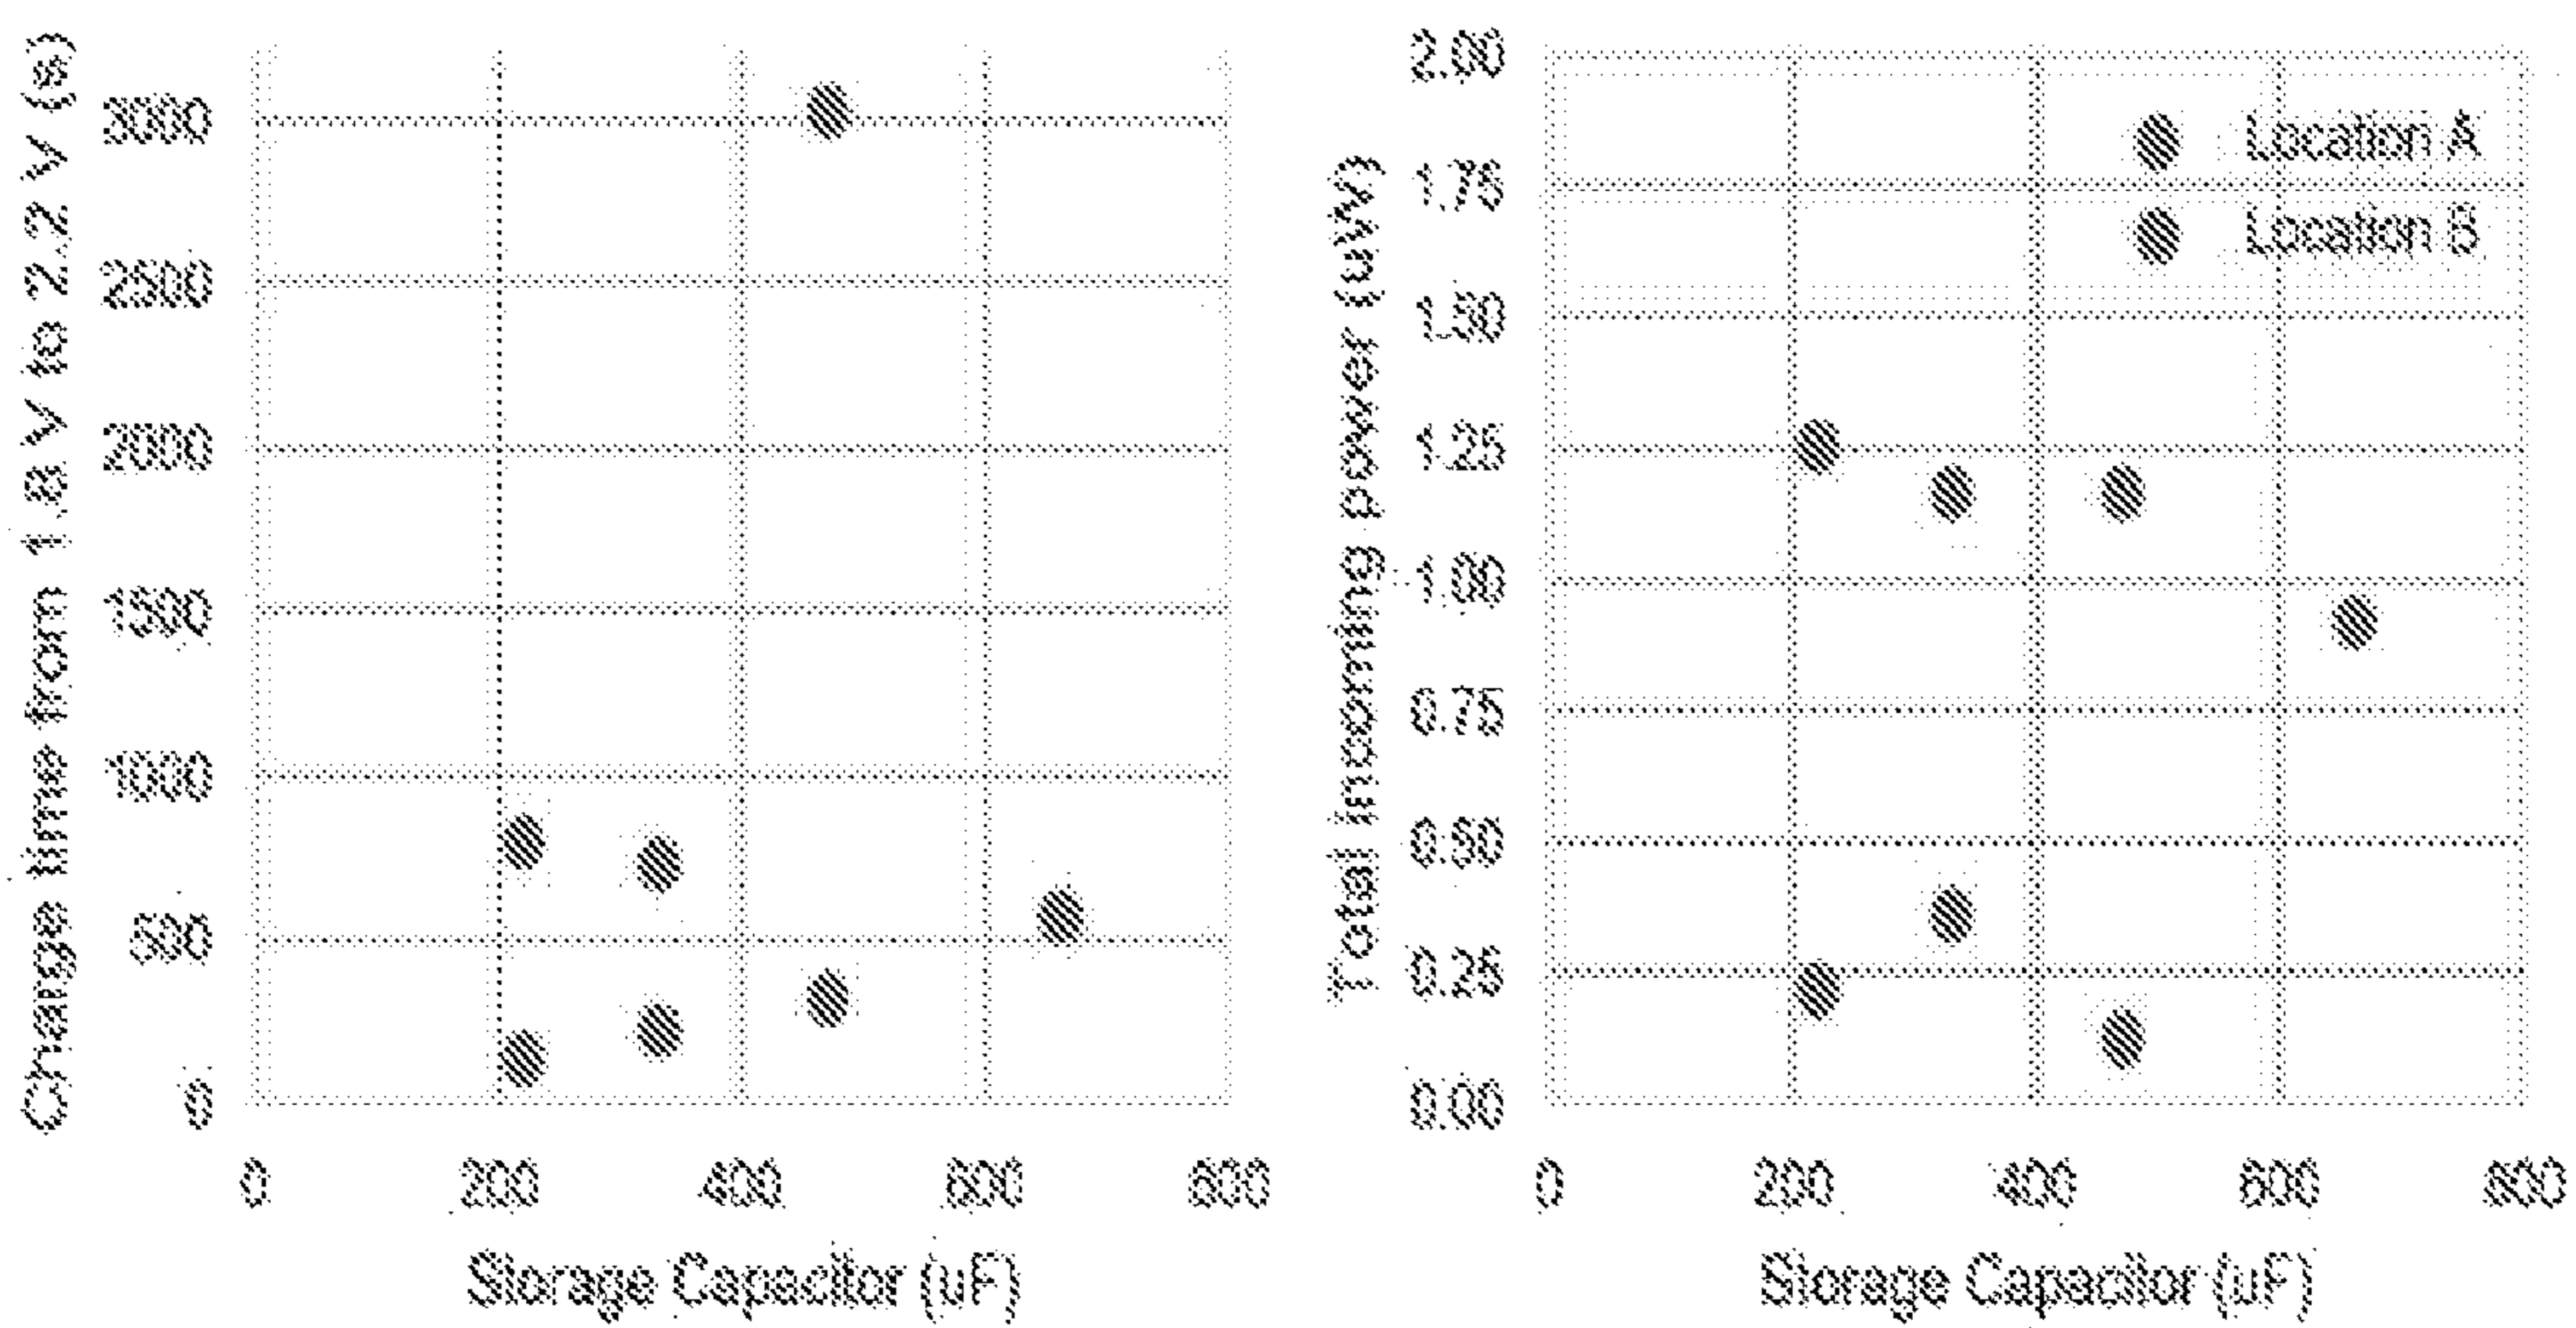 Charge time from 1.8 V to 2.2 V (s)
3000
2500
2000
1500
1000
500
0
0 200 400 600 800
Storage Capacitor (uF)
Total incoming power (uW)
2.00
1.75
1.50
1.25
1.00
0.75
0.50
0.25
0.00
0 200 400 600 800
Storage Capacitor (uF)
Location A
Location B